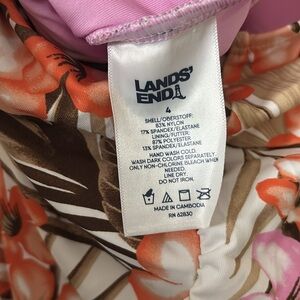 LANDS'
END
4
SHELL/OBERSTOFF:
83% NYLON
17% SPANDEX/ELASTANE
LINING/FUTTER:
87% POLYESTER
13% SPANDEX/ELASTANE
HAND WASH COLD.
WASH DARK COLORS SEPARATELY
ONLY NON-CHLORINE BLEACH WHEN
NEEDED.
LINE DRY.
DO NOT IRON.
MADE IN CAMBODIA
RN 62830